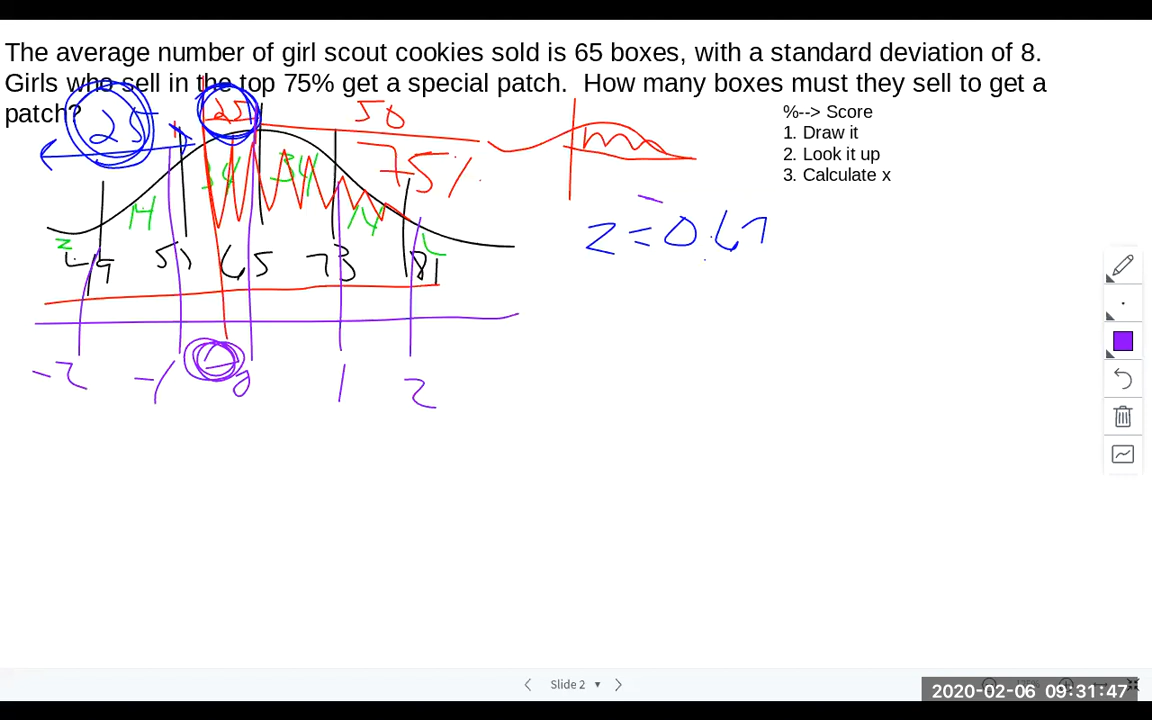 The average number of girl scout cookies sold is 65 boxes, with a standard deviation of 8.
Girls who sell in the top 75% get a special patch.  How many boxes must they sell to get a
patch?
%--> Score
1. Draw it
2. Look it up
3. Calculate x
25
25
50
75%
34
34
14
14
2
49
57
65
73
81
z=0.67
-2
-1
0
1
2
Slide 2
2020-02-06 09:31:47